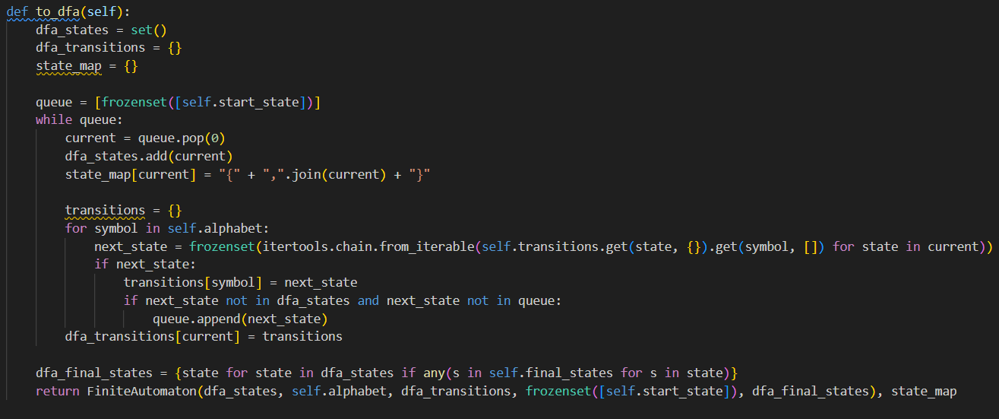 def to_dfa(self):
    dfa_states = set()
    dfa_transitions = {}
    state_map = {}

    queue = [frozenset([self.start_state])]
    while queue:
        current = queue.pop(0)
        dfa_states.add(current)
        state_map[current] = "{" + ",".join(current) + "}"

        transitions = {}
        for symbol in self.alphabet:
            next_state = frozenset(itertools.chain.from_iterable(self.transitions.get(state, {}).get(symbol, []) for state in current))
            if next_state:
                transitions[symbol] = next_state
                if next_state not in dfa_states and next_state not in queue:
                    queue.append(next_state)
        dfa_transitions[current] = transitions

    dfa_final_states = {state for state in dfa_states if any(s in self.final_states for s in state)}
    return FiniteAutomaton(dfa_states, self.alphabet, dfa_transitions, frozenset([self.start_state]), dfa_final_states), state_map